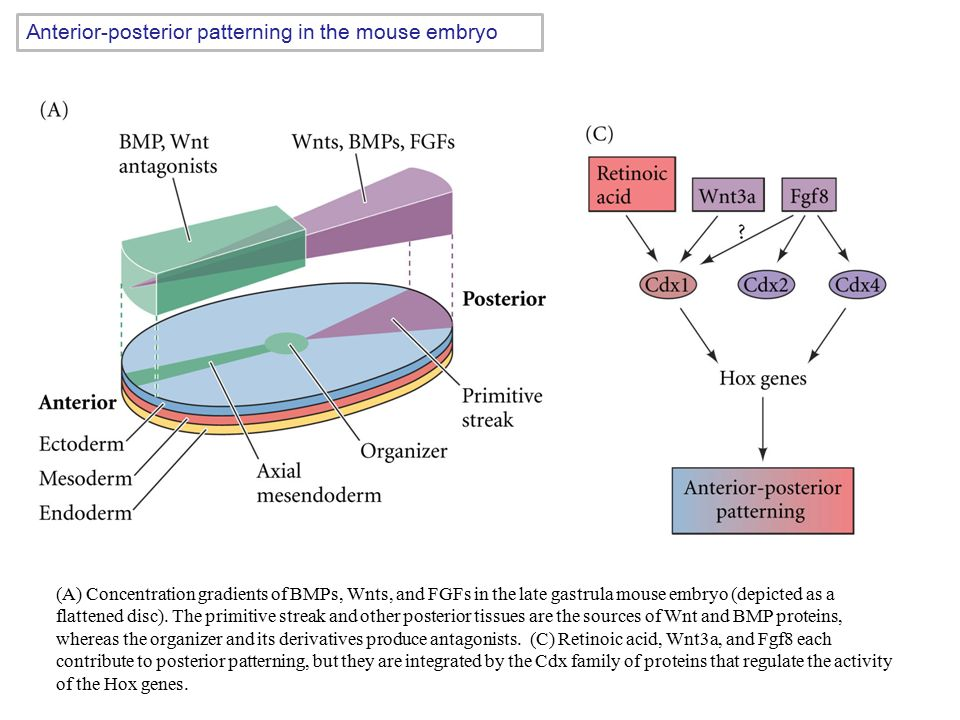 Anterior-posterior patterning in the mouse embryo
(A)
BMP, Wnt
antagonists
Wnts, BMPs, FGFs
Posterior
Anterior
Ectoderm
Mesoderm
Endoderm
Axial
mesendoderm
Organizer
Primitive
streak
(C)
Retinoic
acid
Wnt3a
Fgf8
?
Cdx1
Cdx2
Cdx4
Hox genes
Anterior-posterior
patterning
(A) Concentration gradients of BMPs, Wnts, and FGFs in the late gastrula mouse embryo (depicted as a
flattened disc). The primitive streak and other posterior tissues are the sources of Wnt and BMP proteins,
whereas the organizer and its derivatives produce antagonists. (C) Retinoic acid, Wnt3a, and Fgf8 each
contribute to posterior patterning, but they are integrated by the Cdx family of proteins that regulate the activity
of the Hox genes.